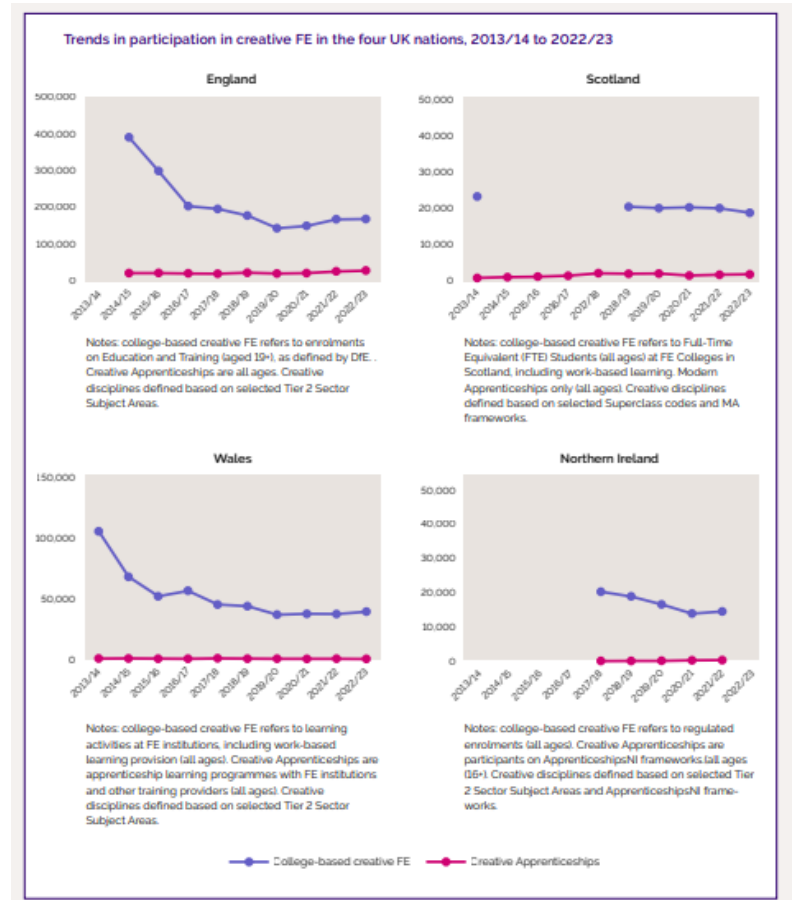 Trends in participation in creative FE in the four UK nations, 2013/14 to 2022/23
England
500,000
400,000
300,000
200,000
100,000
0
2013/14
2014/15
2015/16
2016/17
2017/18
2018/19
2019/20
2020/21
2021/22
2022/23
Notes: college-based creative FE refers to enrolments
on Education and Training (aged 19+), as defined by DfE. .
Creative Apprenticeships are all ages. Creative
disciplines defined based on selected Tier 2 Sector
Subject Areas.
Scotland
50,000
40,000
30,000
20,000
10,000
0
2013/14
2014/15
2015/16
2016/17
2017/18
2018/19
2019/20
2020/21
2021/22
2022/23
Notes: college-based creative FE refers to Full-Time
Equivalent (FTE) Students (all ages) at FE Colleges in
Scotland, including work-based learning. Modern
Apprenticeships only (all ages). Creative disciplines
defined based on selected Superclass codes and MA
frameworks.
Wales
150,000
100,000
50,000
0
2013/14
2014/15
2015/16
2016/17
2017/18
2018/19
2019/20
2020/21
2021/22
2022/23
Notes: college-based creative FE refers to learning
activities at FE institutions, including work-based
learning provision (all ages). Creative Apprenticeships are
apprenticeship learning programmes with FE institutions
and other training providers (all ages). Creative
disciplines defined based on selected Tier 2 Sector
Subject Areas.
Northern Ireland
50,000
40,000
30,000
20,000
10,000
0
2013/14
2014/15
2015/16
2016/17
2017/18
2018/19
2019/20
2020/21
2021/22
2022/23
Notes: college-based creative FE refers to regulated
enrolments (all ages). Creative Apprenticeships are
participants on ApprenticeshipsNI frameworks (all ages
(16+). Creative disciplines defined based on selected Tier
2 Sector Subject Areas and ApprenticeshipsNI frame-
works.
College-based creative FE
Creative Apprenticeships